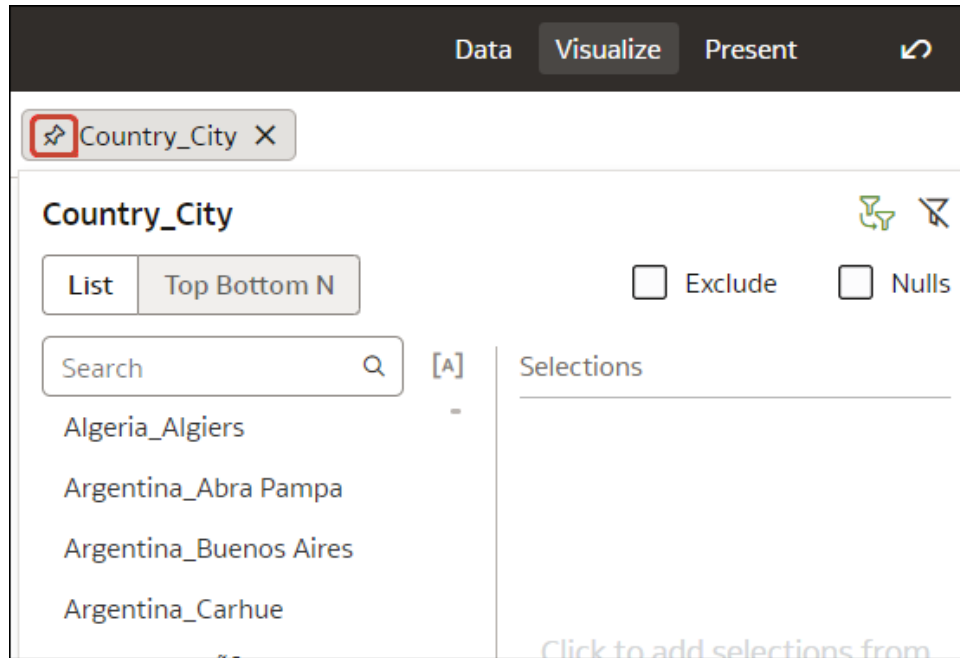 Data Visualize Present
Country_City
Country_City
List Top Bottom N Exclude Nulls
Search [A] Selections
Algeria_Algiers
Argentina_Abra Pampa
Argentina_Buenos Aires
Argentina_Carhue
Click to add selections from